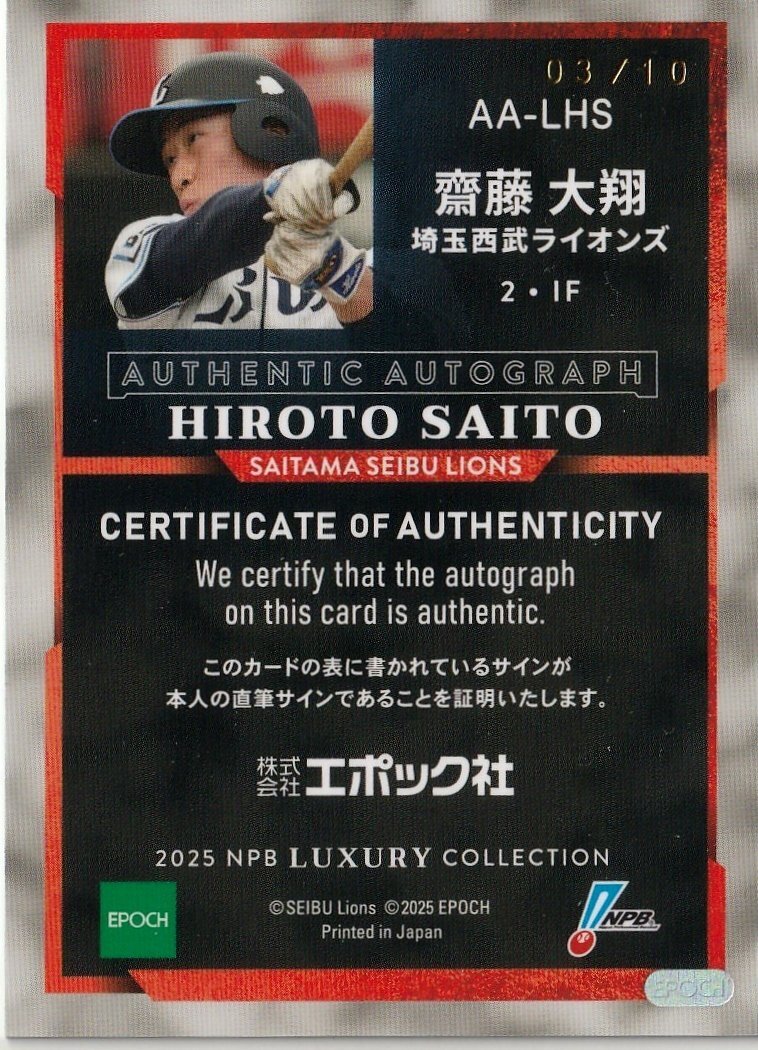 03/10
AA-LHS
齋藤 大翔
埼玉西武ライオンズ
2・IF
AUTHENTIC AUTOGRAPH
HIROTO SAITO
SAITAMA SEIBU LIONS
CERTIFICATE OF AUTHENTICITY
We certify that the autograph
on this card is authentic.
このカードの表に書かれているサインが
本人の直筆サインであることを証明いたします。
株式会社エポック社
2025 NPB LUXURY COLLECTION
EPOCH
©SEIBU Lions ©2025 EPOCH
Printed in Japan
NPB
EPOCH